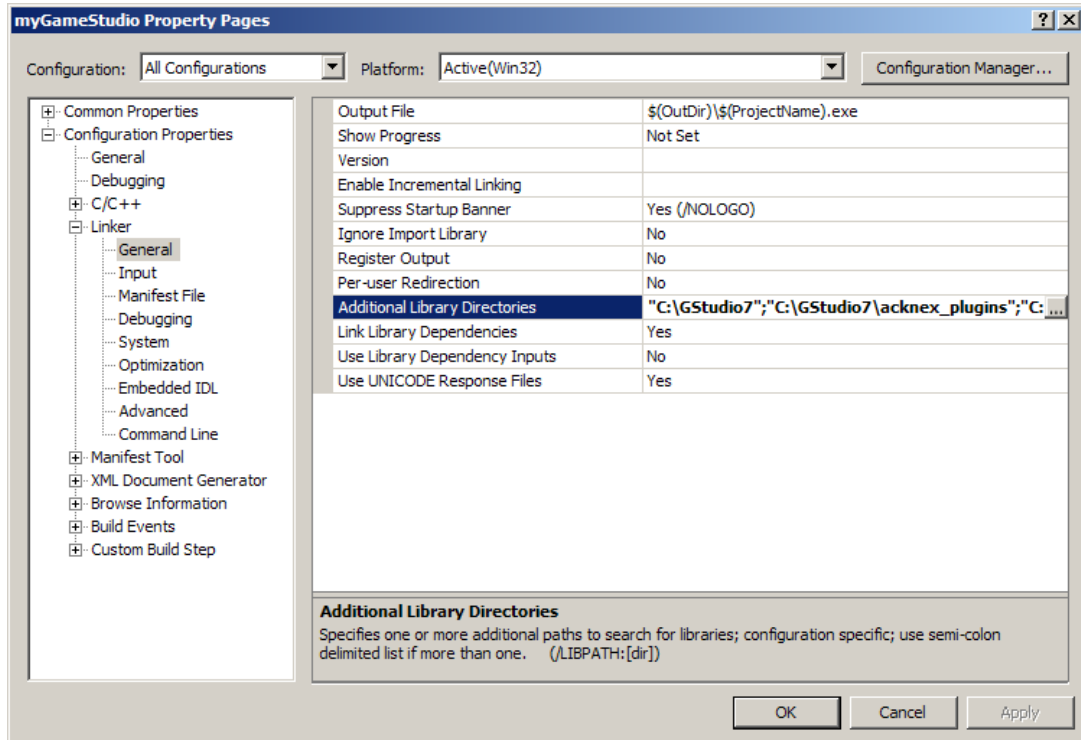 myGameStudio Property Pages
Configuration: All Configurations Platform: Active(Win32) Configuration Manager...
Common Properties
Configuration Properties
General
Debugging
C/C++
Linker
General
Input
Manifest File
Debugging
System
Optimization
Embedded IDL
Advanced
Command Line
Manifest Tool
XML Document Generator
Browse Information
Build Events
Custom Build Step
Output File $(OutDir)\$(ProjectName).exe
Show Progress Not Set
Version
Enable Incremental Linking
Suppress Startup Banner Yes (/NOLOGO)
Ignore Import Library No
Register Output No
Per-user Redirection No
Additional Library Directories "C:\GStudio7";"C:\GStudio7\acknex_plugins";"C: ...
Link Library Dependencies Yes
Use Library Dependency Inputs No
Use UNICODE Response Files Yes
Additional Library Directories
Specifies one or more additional paths to search for libraries; configuration specific; use semi-colon
delimited list if more than one. (/LIBPATH:[dir])
OK Cancel Apply